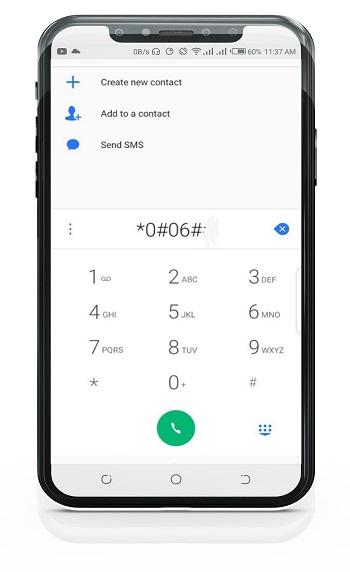 0B/s 60% 11:37 AM
Create new contact
Add to a contact
Send SMS
*0#06#
1 2 ABC 3 DEF
4 GHI 5 JKL 6 MNO
7 PQRS 8 TUV 9 WXYZ
* 0 + #